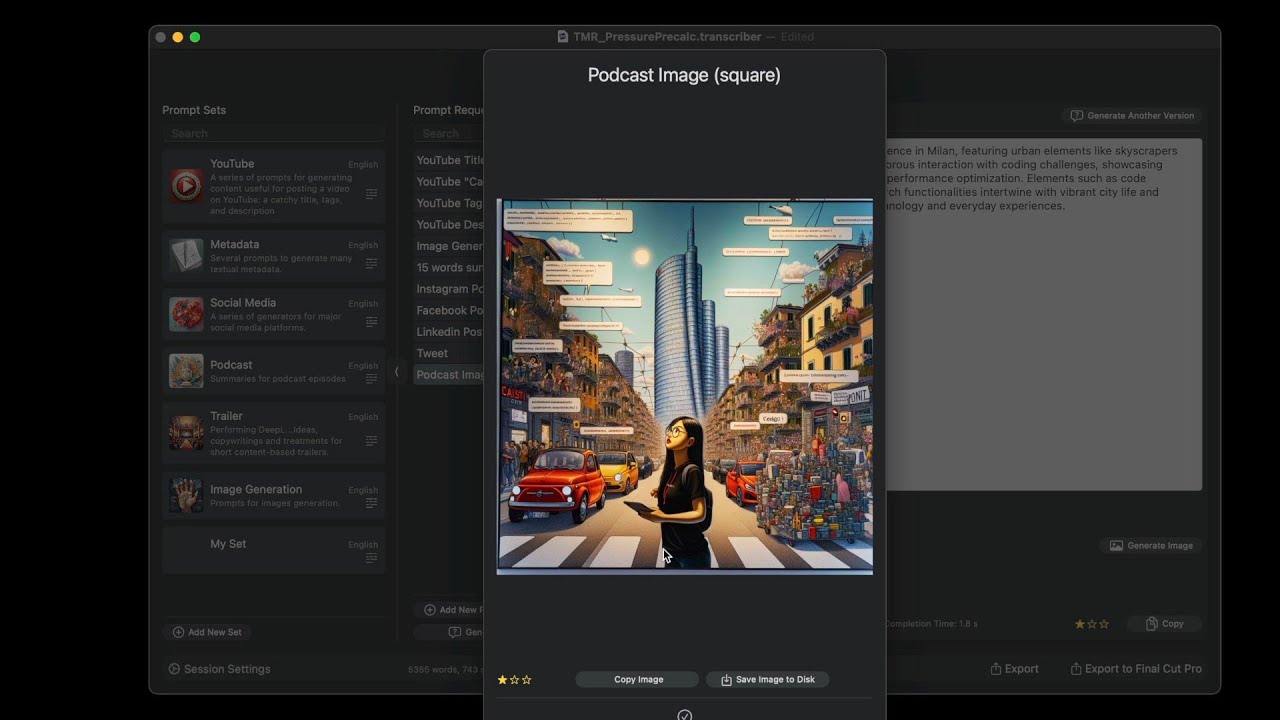 TMR_PressurePrecalc.transcriber — Edited
Podcast Image (square)
Prompt Sets
Search
YouTube English
A series of prompts for generating
content useful for posting a video
on YouTube: a catchy title, tags,
and description
Metadata English
Several prompts to generate many
textual metadata.
Social Media English
A series of generators for major
social media platforms.
Podcast English
Summaries for podcast episodes
Trailer English
Performing DeepL...ideas,
copywritings and treatments for
short content-based trailers.
Image Generation English
Prompts for images generation.
My Set English
Add New Set
Session Settings
Prompt Reque
Search
YouTube Title
YouTube "Ca
YouTube Tag
YouTube Des
Image Gener
15 words sum
Instagram Po
Facebook Po
Linkedin Post
Tweet
Podcast Imag
Add New P
Gen
5355 words, 743 s
Copy Image
Save Image to Disk
Generate Another Version
ence in Milan, featuring urban elements like skyscrapers
orous interaction with coding challenges, showcasing
performance optimization. Elements such as code
rch functionalities intertwine with vibrant city life and
nology and everyday experiences.
Generate Image
Completion Time: 1.8 s
Copy
Export
Export to Final Cut Pro